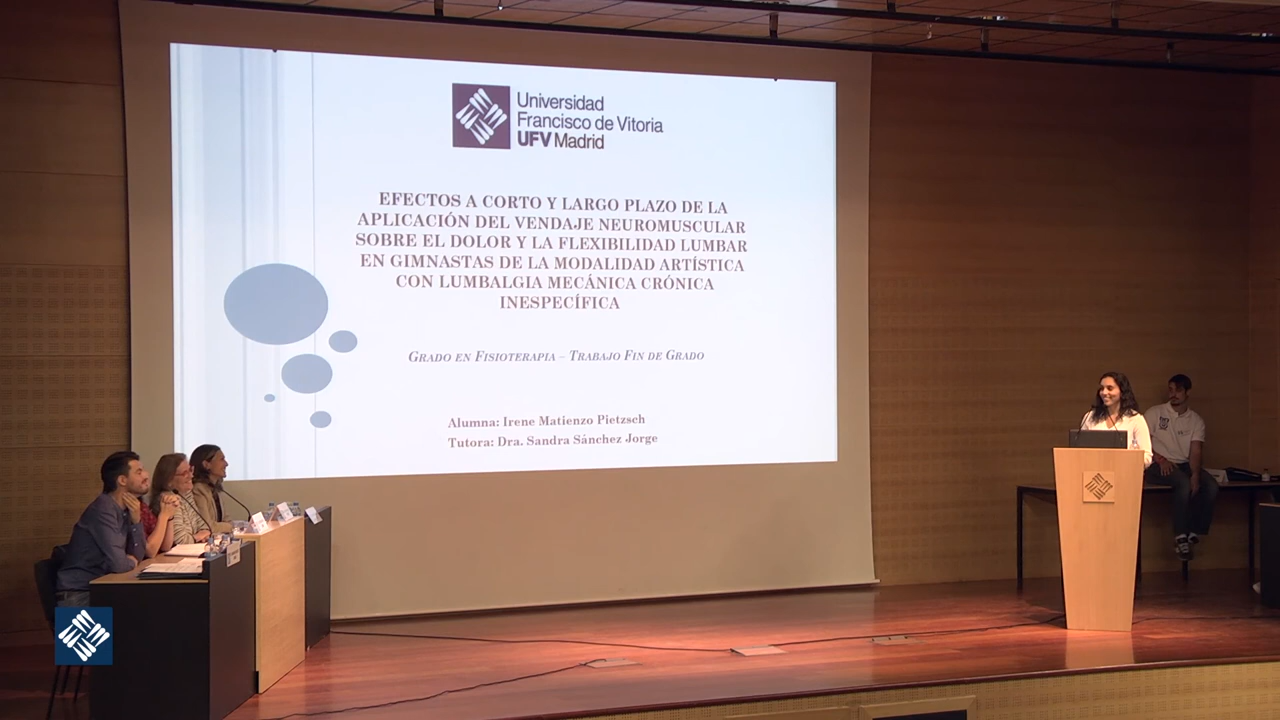 Universidad
Francisco de Vitoria
UFV Madrid
EFECTOS A CORTO Y LARGO PLAZO DE LA
APLICACIÓN DEL VENDAJE NEUROMUSCULAR
SOBRE EL DOLOR Y LA FLEXIBILIDAD LUMBAR
EN GIMNASTAS DE LA MODALIDAD ARTÍSTICA
CON LUMBALGIA MECÁNICA CRÓNICA
INESPECÍFICA
GRADO EN FISIOTERAPIA – TRABAJO FIN DE GRADO
Alumna: Irene Matienzo Pietzsch
Tutora: Dra. Sandra Sánchez Jorge